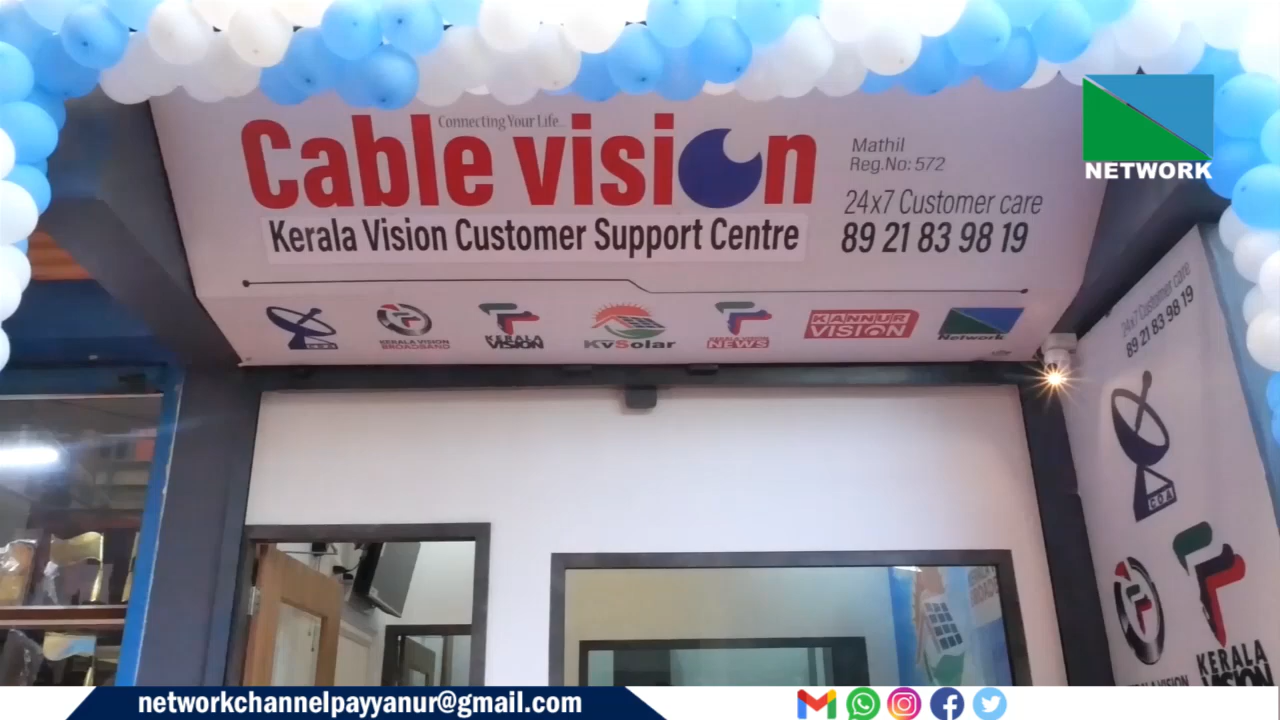 Connecting Your Life...
Cable vision
Kerala Vision Customer Support Centre
Mathil
Reg.No: 572
24x7 Customer care
89 21 83 98 19
NETWORK
COA
KERALA VISION
BROADBAND
KERALA
VISION
KvSolar
NEWS
KANNUR
VISION
Network
24x7 Customer care
89 21 83 98 19
COA
KERALA
VISION
networkchannelpayyanur@gmail.com